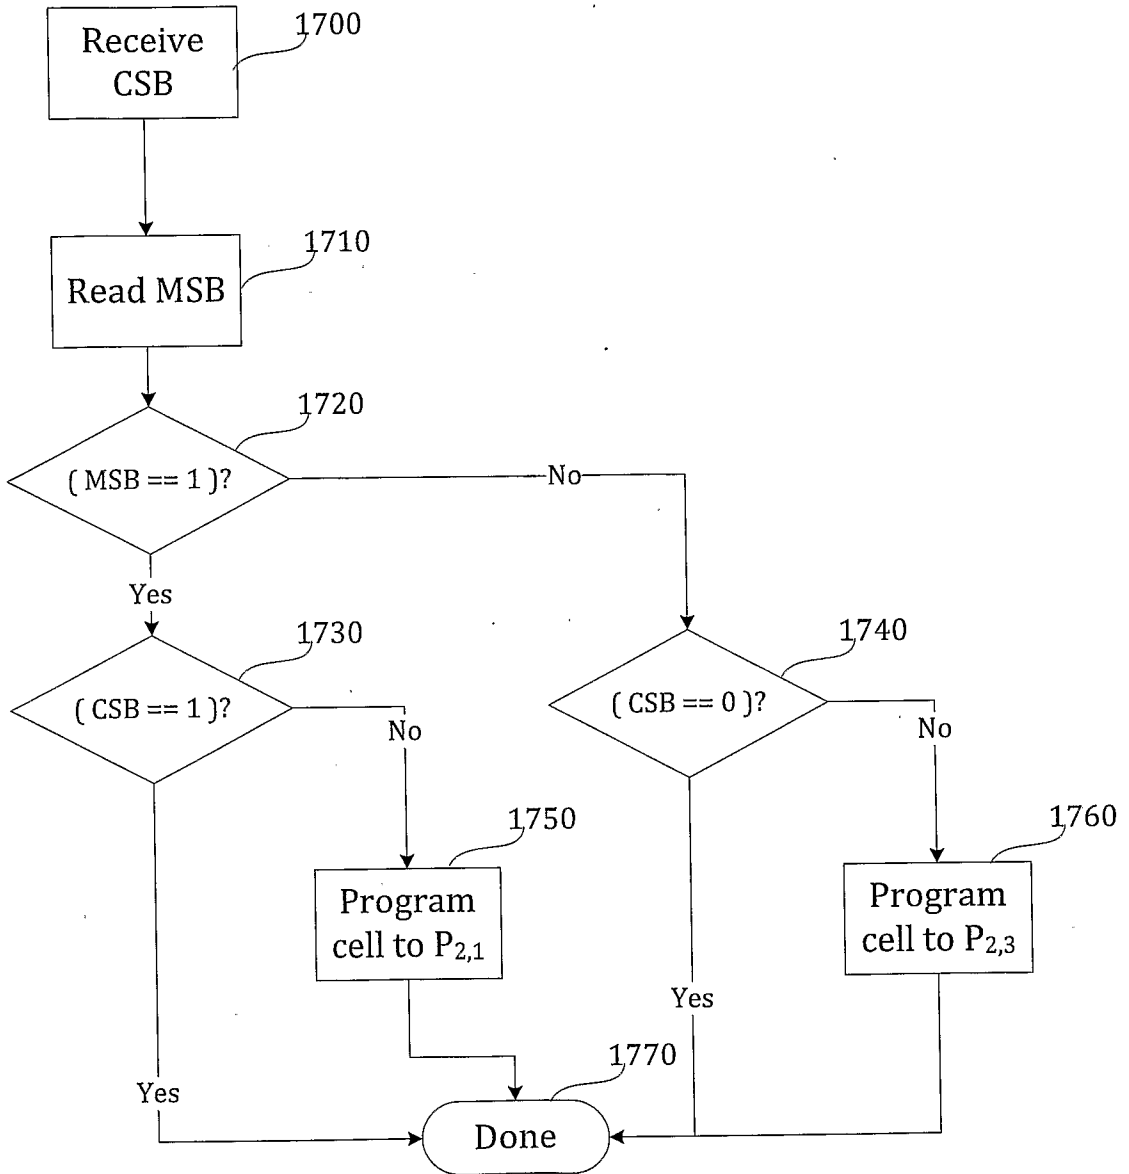 Receive
CSB
1700
Read MSB
1710
( MSB == 1 )?
1720
No
Yes
( CSB == 1 )?
1730
No
( CSB == 0 )?
1740
No
Program
cell to P2,1
1750
Program
cell to P2,3
1760
Yes
Yes
Done
1770